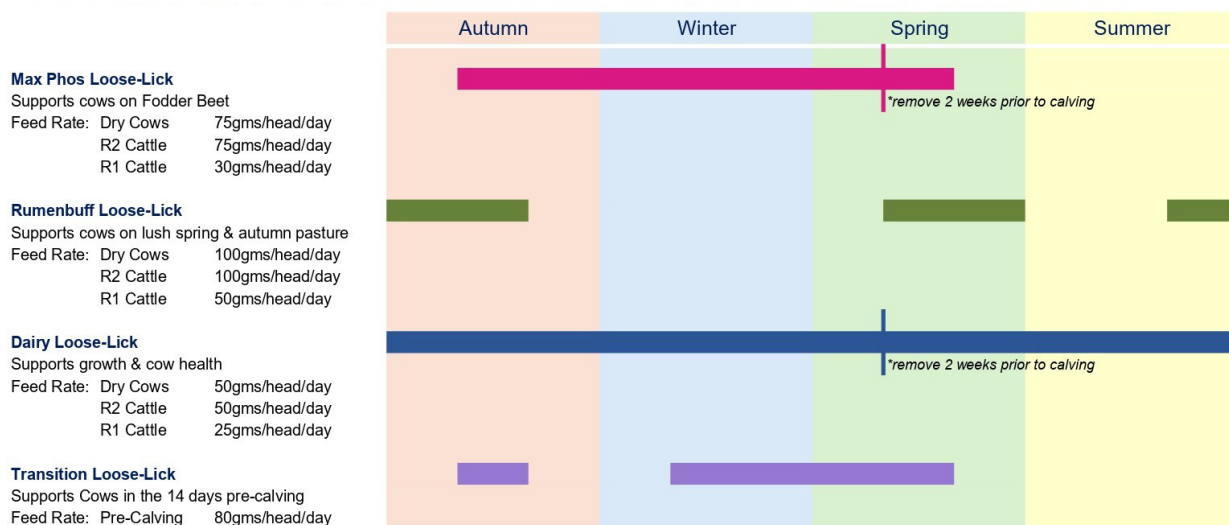 Autumn Winter Spring Summer
Max Phos Loose-Lick
Supports cows on Fodder Beet
*remove 2 weeks prior to calving
Feed Rate: Dry Cows 75gms/head/day
R2 Cattle 75gms/head/day
R1 Cattle 30gms/head/day
Rumenbuff Loose-Lick
Supports cows on lush spring & autumn pasture
Feed Rate: Dry Cows 100gms/head/day
R2 Cattle 100gms/head/day
R1 Cattle 50gms/head/day
Dairy Loose-Lick
Supports growth & cow health
*remove 2 weeks prior to calving
Feed Rate: Dry Cows 50gms/head/day
R2 Cattle 50gms/head/day
R1 Cattle 25gms/head/day
Transition Loose-Lick
Supports Cows in the 14 days pre-calving
Feed Rate: Pre-Calving 80gms/head/day